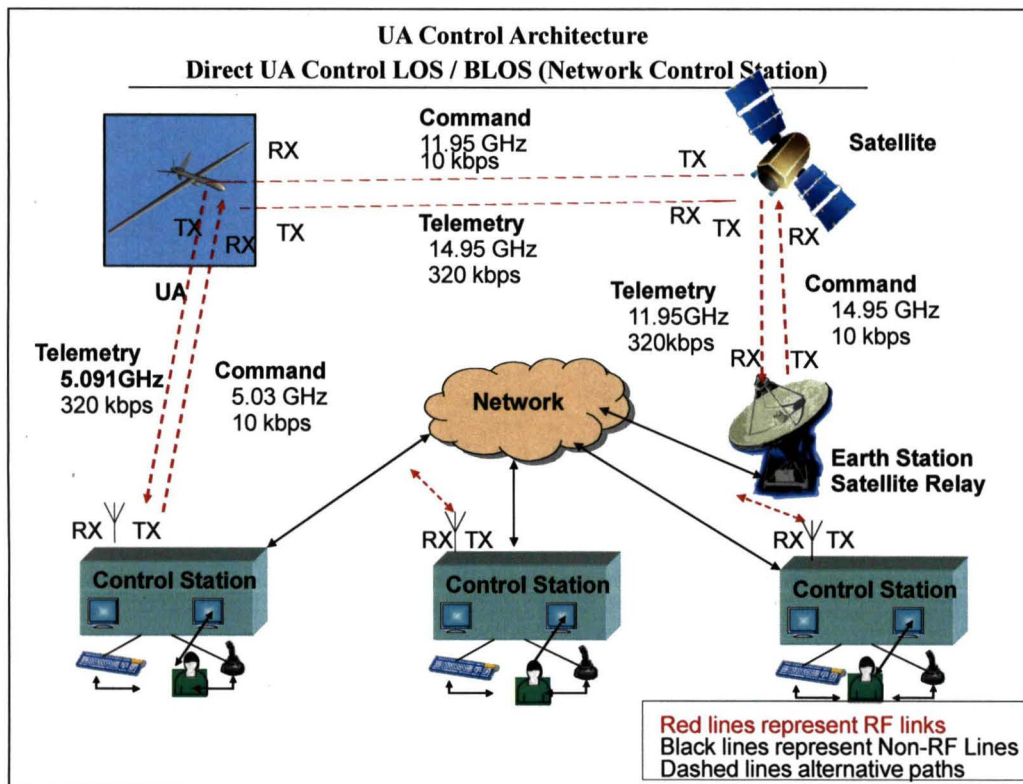 UA Control Architecture
Direct UA Control LOS / BLOS (Network Control Station)
Command
11.95 GHz
10 kbps
RX
TX
Satellite
Telemetry
14.95 GHz
320 kbps
TX
RX
TX
RX
TX
RX
UA
Telemetry
5.091GHz
320 kbps
Command
5.03 GHz
10 kbps
Telemetry
11.95GHz
320kbps
Command
14.95 GHz
10 kbps
RX
TX
Network
Earth Station
Satellite Relay
RX TX
Control Station
RX TX
Control Station
RX TX
Control Station
Red lines represent RF links
Black lines represent Non-RF Lines
Dashed lines alternative paths